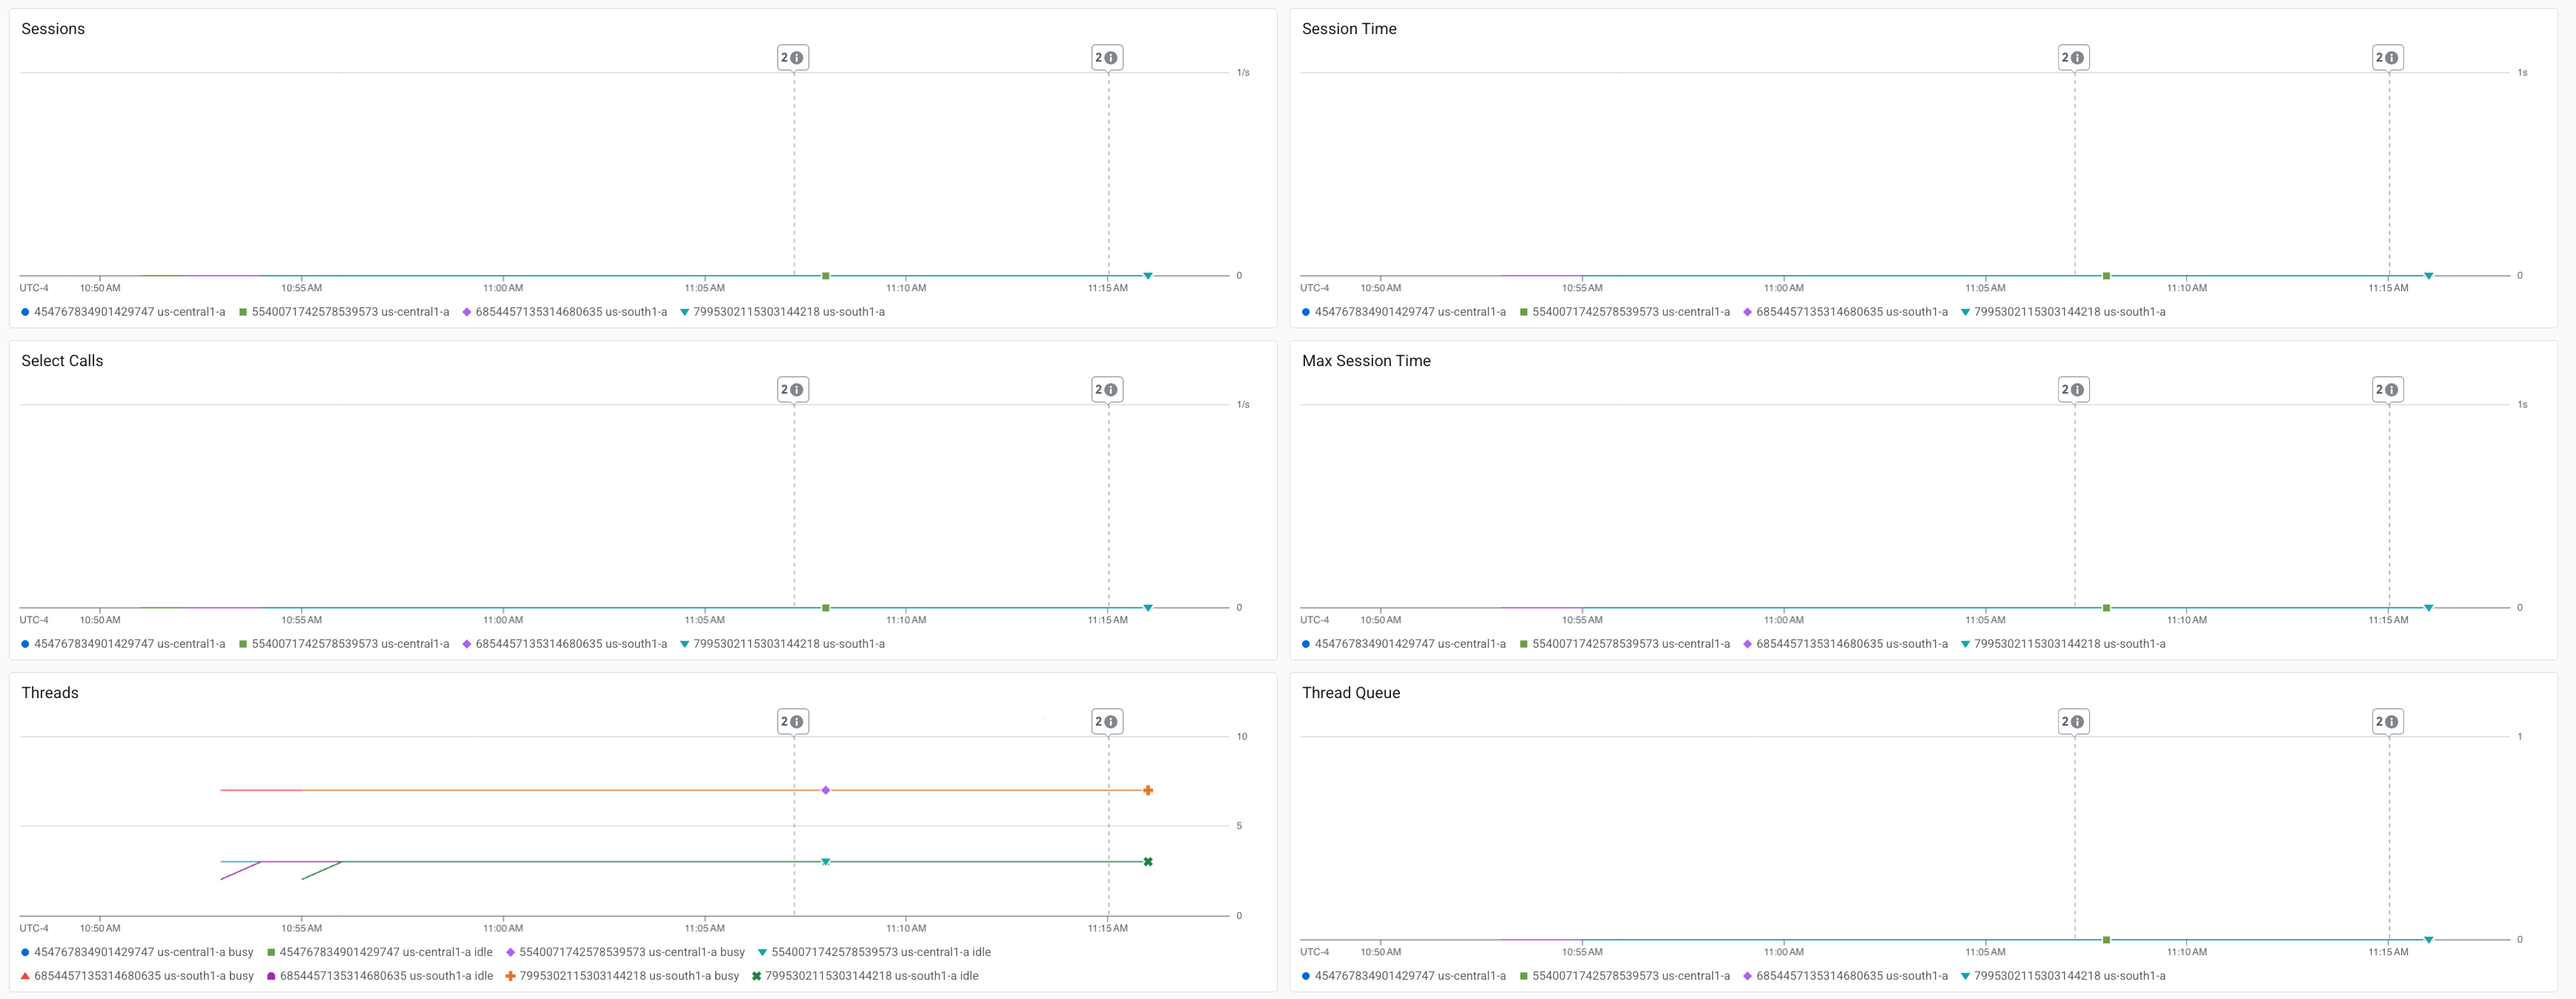 Sessions
2
2
1/s
0
UTC-4 10:50 AM 10:55 AM 11:00 AM 11:05 AM 11:10 AM 11:15 AM
454767834901429747 us-central1-a 5540071742578539573 us-central1-a 6854457135314680635 us-south1-a 7995302115303144218 us-south1-a
Session Time
2
2
1s
0
UTC-4 10:50 AM 10:55 AM 11:00 AM 11:05 AM 11:10 AM 11:15 AM
454767834901429747 us-central1-a 5540071742578539573 us-central1-a 6854457135314680635 us-south1-a 7995302115303144218 us-south1-a
Select Calls
2
2
1/s
0
UTC-4 10:50 AM 10:55 AM 11:00 AM 11:05 AM 11:10 AM 11:15 AM
454767834901429747 us-central1-a 5540071742578539573 us-central1-a 6854457135314680635 us-south1-a 7995302115303144218 us-south1-a
Max Session Time
2
2
1s
0
UTC-4 10:50 AM 10:55 AM 11:00 AM 11:05 AM 11:10 AM 11:15 AM
454767834901429747 us-central1-a 5540071742578539573 us-central1-a 6854457135314680635 us-south1-a 7995302115303144218 us-south1-a
Threads
2
2
10
5
0
UTC-4 10:50 AM 10:55 AM 11:00 AM 11:05 AM 11:10 AM 11:15 AM
454767834901429747 us-central1-a busy 454767834901429747 us-central1-a idle 5540071742578539573 us-central1-a busy 5540071742578539573 us-central1-a idle
6854457135314680635 us-south1-a busy 6854457135314680635 us-south1-a idle 7995302115303144218 us-south1-a busy 7995302115303144218 us-south1-a idle
Thread Queue
2
2
1
0
UTC-4 10:50 AM 10:55 AM 11:00 AM 11:05 AM 11:10 AM 11:15 AM
454767834901429747 us-central1-a 5540071742578539573 us-central1-a 6854457135314680635 us-south1-a 7995302115303144218 us-south1-a